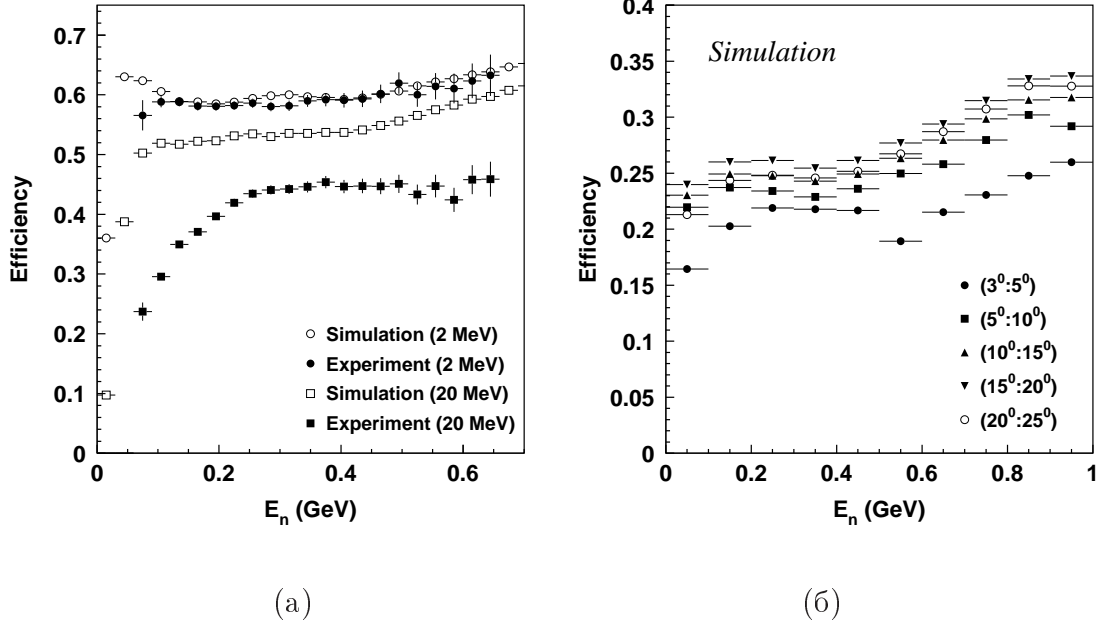 0.7
0.6
0.5
0.4
0.3
0.2
0.1
0
Efficiency
Simulation (2 MeV)
Experiment (2 MeV)
Simulation (20 MeV)
Experiment (20 MeV)
0 0.2 0.4 0.6
E_n (GeV)
(а)
0.4
0.35
0.3
0.25
0.2
0.15
0.1
0.05
0
Efficiency
Simulation
(3⁰:5⁰)
(5⁰:10⁰)
(10⁰:15⁰)
(15⁰:20⁰)
(20⁰:25⁰)
0 0.2 0.4 0.6 0.8 1
E_n (GeV)
(б)